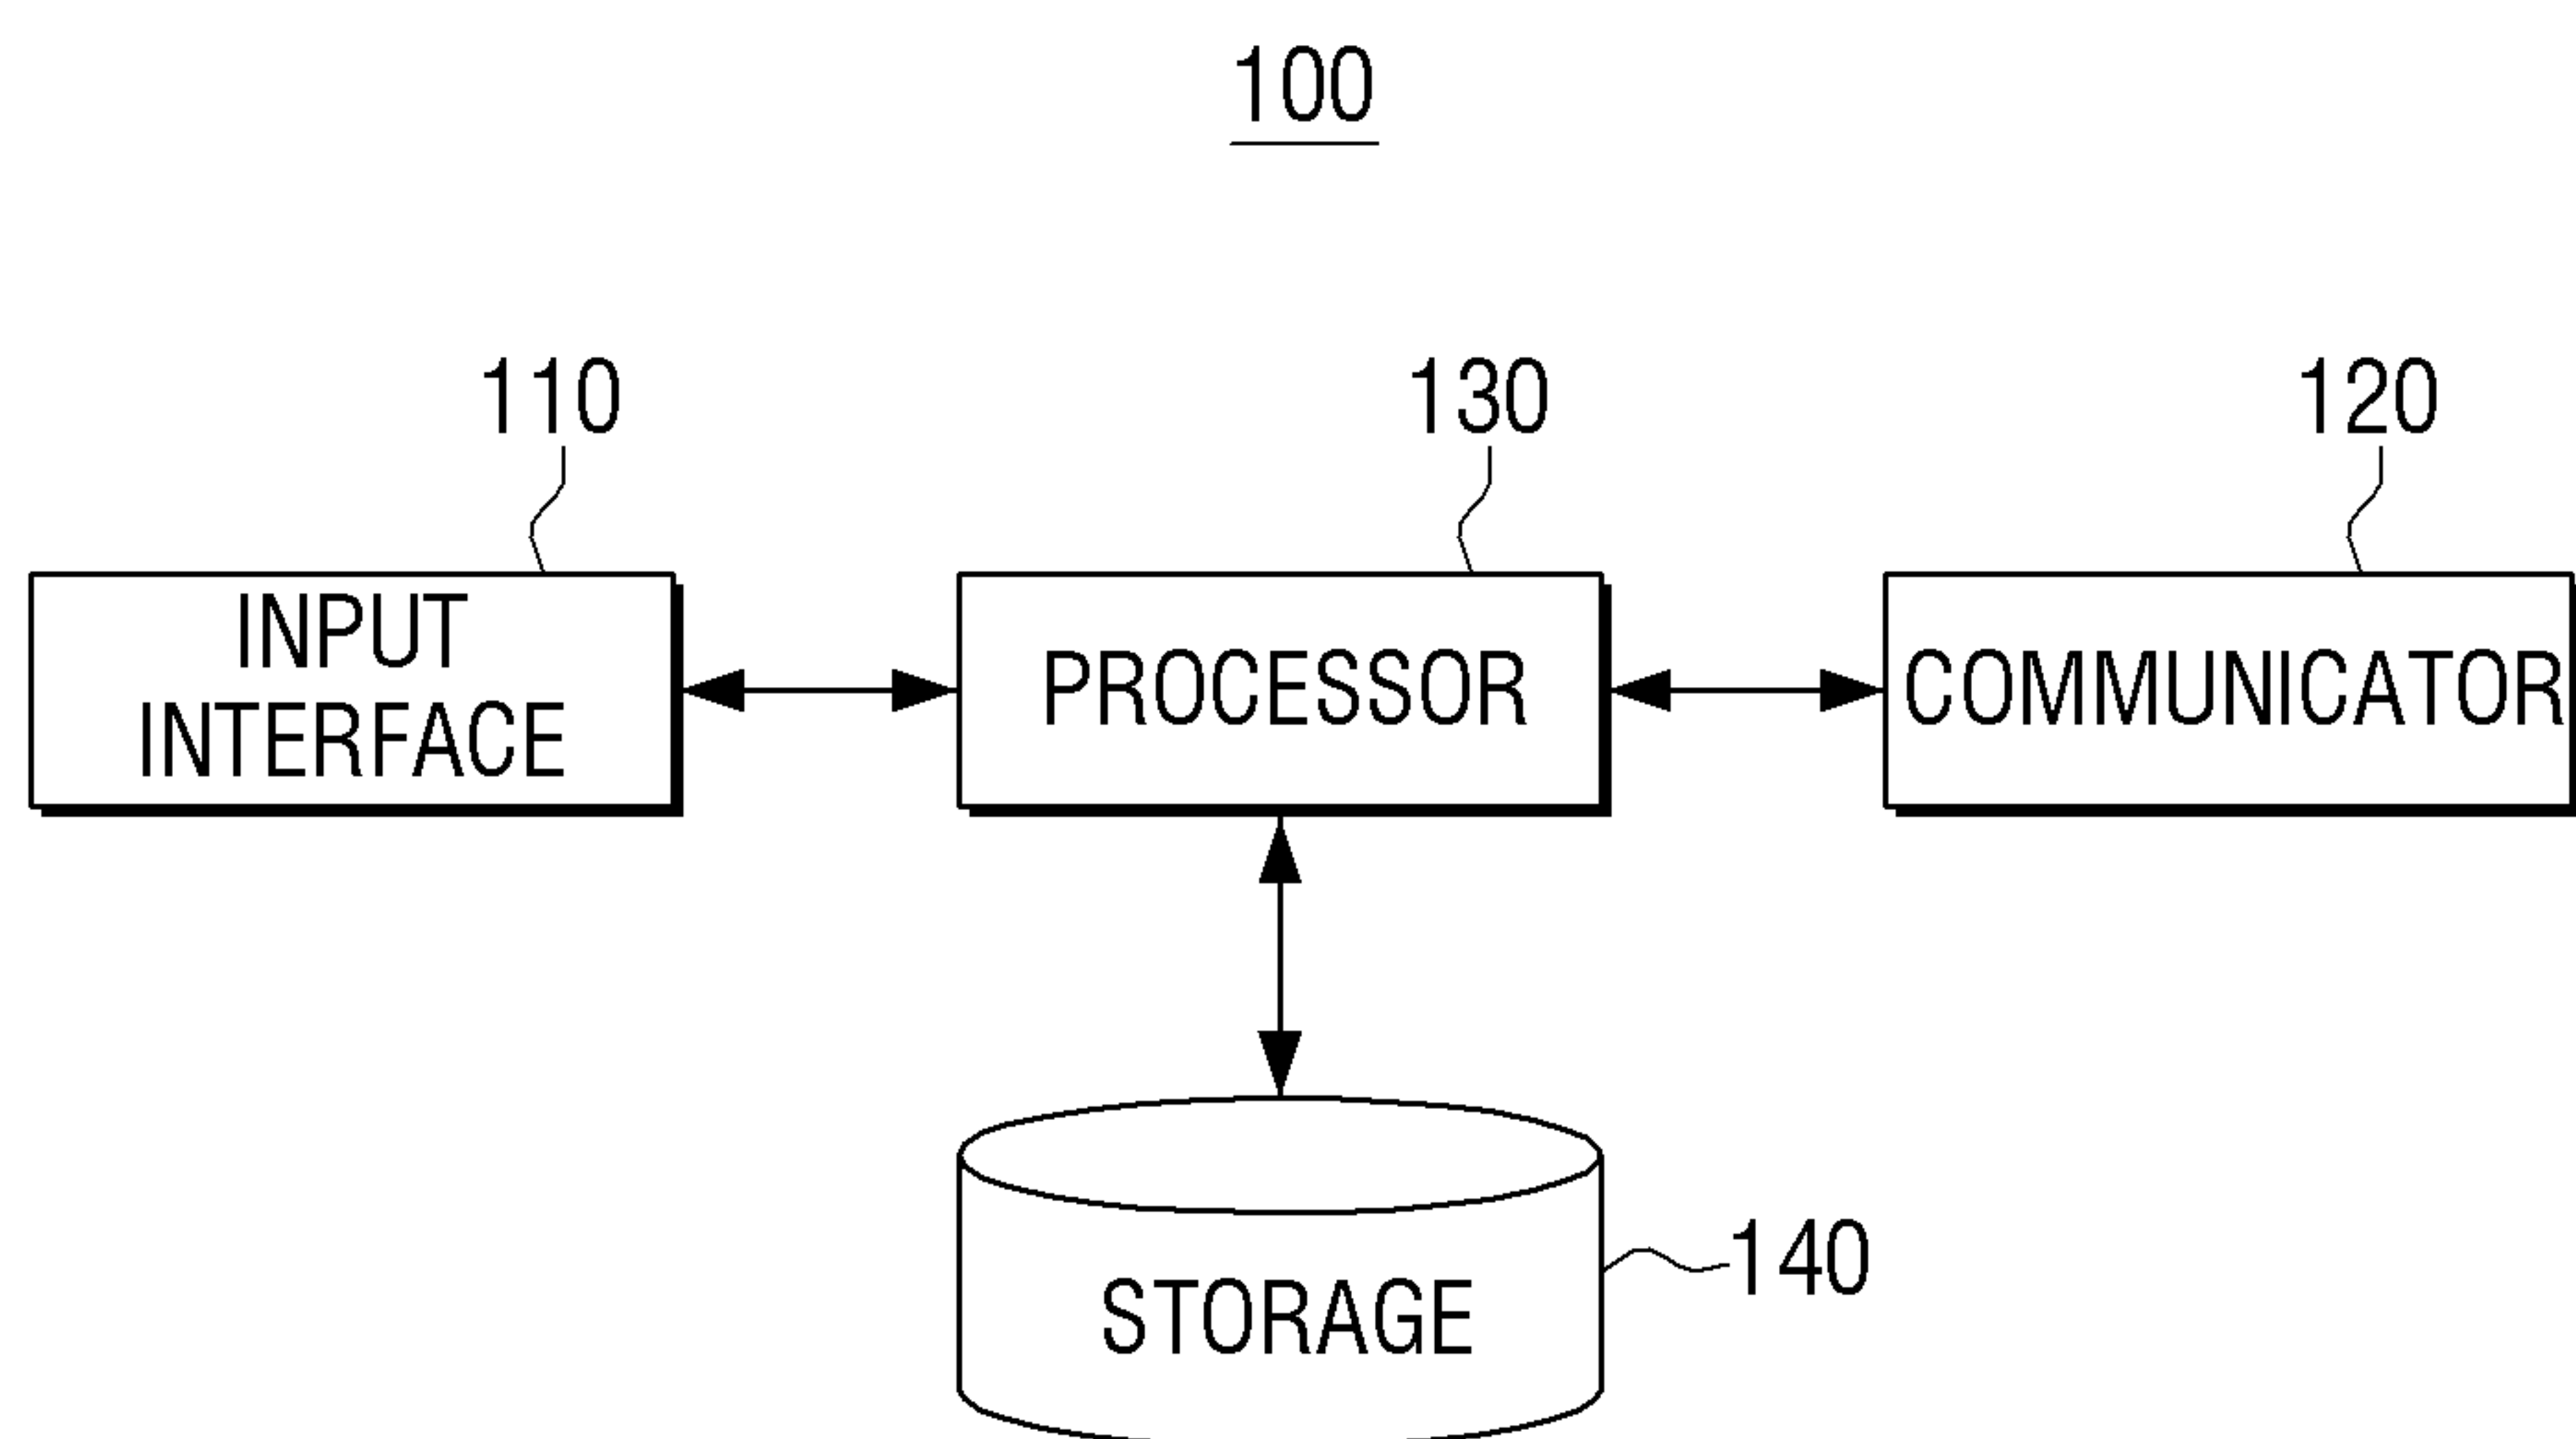 100
110
130
120
INPUT
INTERFACE
PROCESSOR
COMMUNICATOR
140
STORAGE